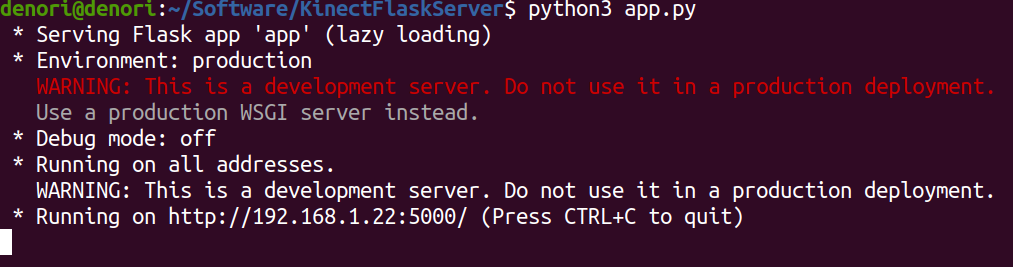 denori@denori:~/Software/KinectFlaskServer$ python3 app.py
* Serving Flask app 'app' (lazy loading)
* Environment: production
WARNING: This is a development server. Do not use it in a production deployment.
Use a production WSGI server instead.
* Debug mode: off
* Running on all addresses.
WARNING: This is a development server. Do not use it in a production deployment.
* Running on http://192.168.1.22:5000/ (Press CTRL+C to quit)